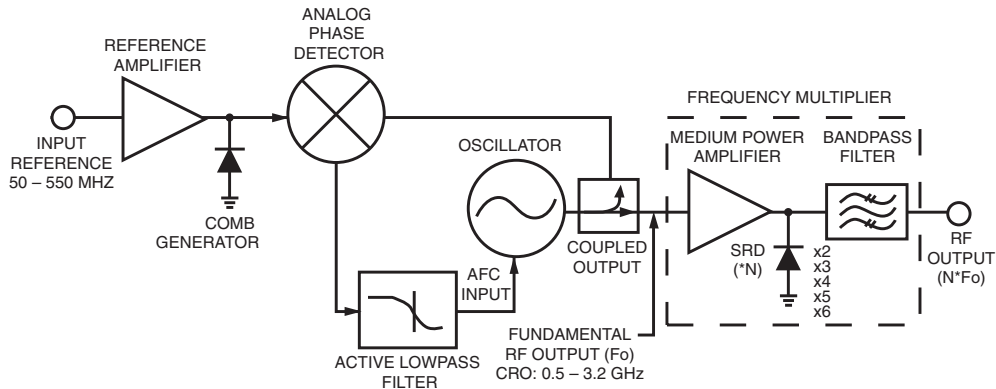 ANALOG
PHASE
DETECTOR
REFERENCE
AMPLIFIER
INPUT
REFERENCE
50 – 550 MHZ
COMB
GENERATOR
OSCILLATOR
AFC
INPUT
ACTIVE LOWPASS
FILTER
COUPLED
OUTPUT
FUNDAMENTAL
RF OUTPUT (Fo)
CRO: 0.5 – 3.2 GHz
FREQUENCY MULTIPLIER
MEDIUM POWER
AMPLIFIER
BANDPASS
FILTER
SRD
(*N)
x2
x3
x4
x5
x6
RF
OUTPUT
(N*Fo)